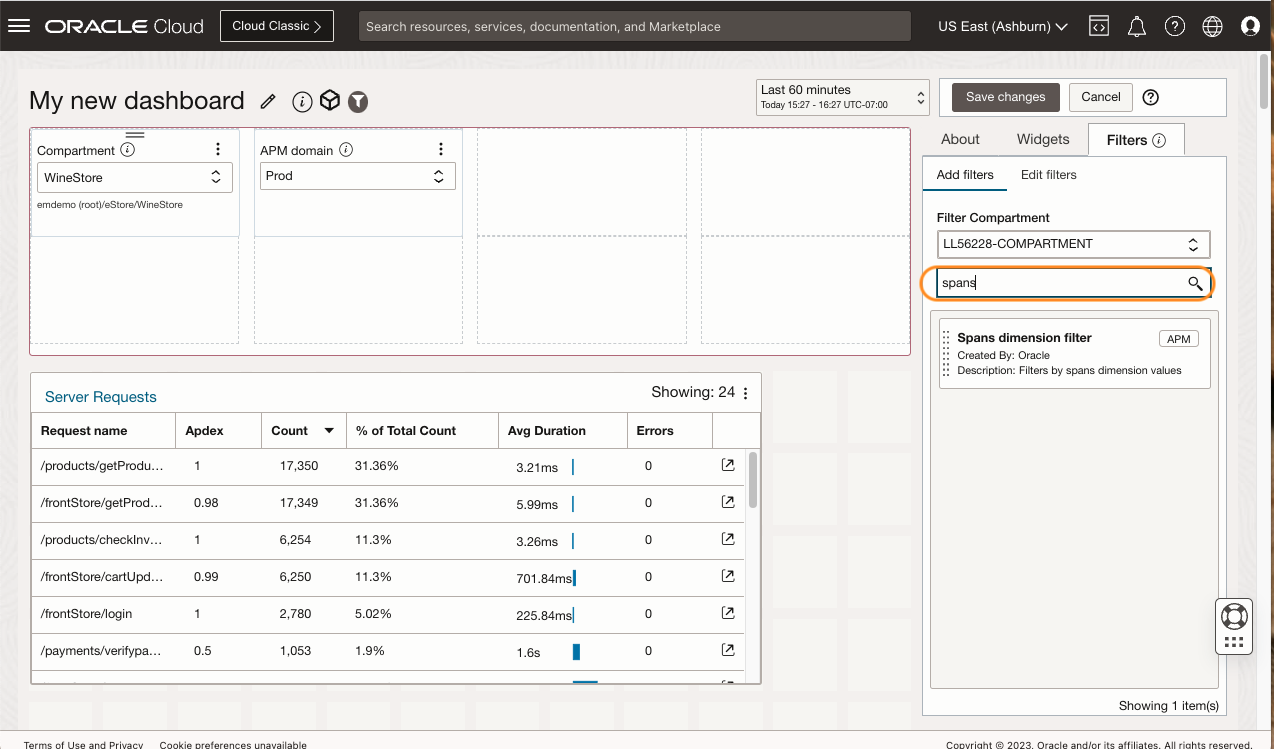 ORACLE Cloud
Cloud Classic
Search resources, services, documentation, and Marketplace
US East (Ashburn)
My new dashboard
Last 60 minutes
Today 15:27 - 16:27 UTC-07:00
Save changes
Cancel
Compartment
WineStore
emdemo (root)/eStore/WineStore
APM domain
Prod
About
Widgets
Filters
Add filters
Edit filters
Filter Compartment
LL56228-COMPARTMENT
spans
Spans dimension filter
APM
Created By: Oracle
Description: Filters by spans dimension values
Showing 1 item(s)
Server Requests
Showing: 24
Request name Apdex Count % of Total Count Avg Duration Errors
/products/getProdu... 1 17,350 31.36% 3.21ms 0
/frontStore/getProd... 0.98 17,349 31.36% 5.99ms 0
/products/checkInv... 1 6,254 11.3% 3.26ms 0
/frontStore/cartUpd... 0.99 6,250 11.3% 701.84ms 0
/frontStore/login 1 2,780 5.02% 225.84ms 0
/payments/verifypa... 0.5 1,053 1.9% 1.6s 0
Terms of Use and Privacy
Cookie preferences unavailable
Copyright © 2023, Oracle and/or its affiliates. All rights reserved.